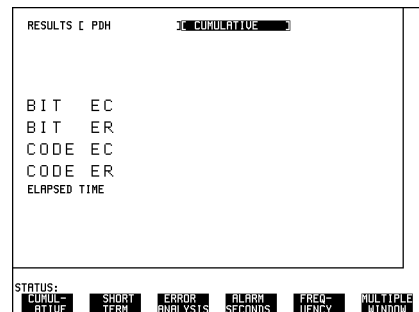 RESULTS [ PDH ][ CUMULATIVE ]
BIT EC
BIT ER
CODE EC
CODE ER
ELAPSED TIME
STATUS:
CUMUL- SHORT ERROR ALARM FREQ- MULTIPLE
ATIVE TERM ANALYSIS SECONDS UENCY WINDOW